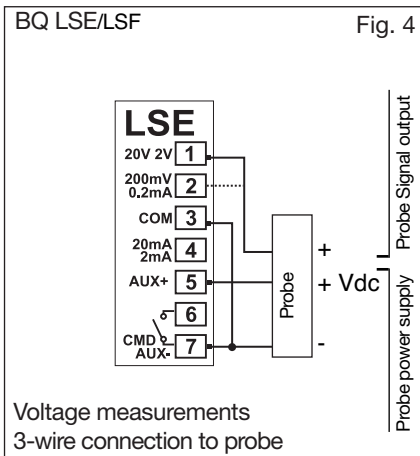 BQ LSE/LSF
Fig. 4
LSE
20V 2V 1
200mV
0.2mA 2
COM 3
20mA
2mA 4
AUX+ 5
6
CMD
AUX- 7
Probe
+
+ Vdc
-
Probe Signal output
Probe power supply
Voltage measurements
3-wire connection to probe